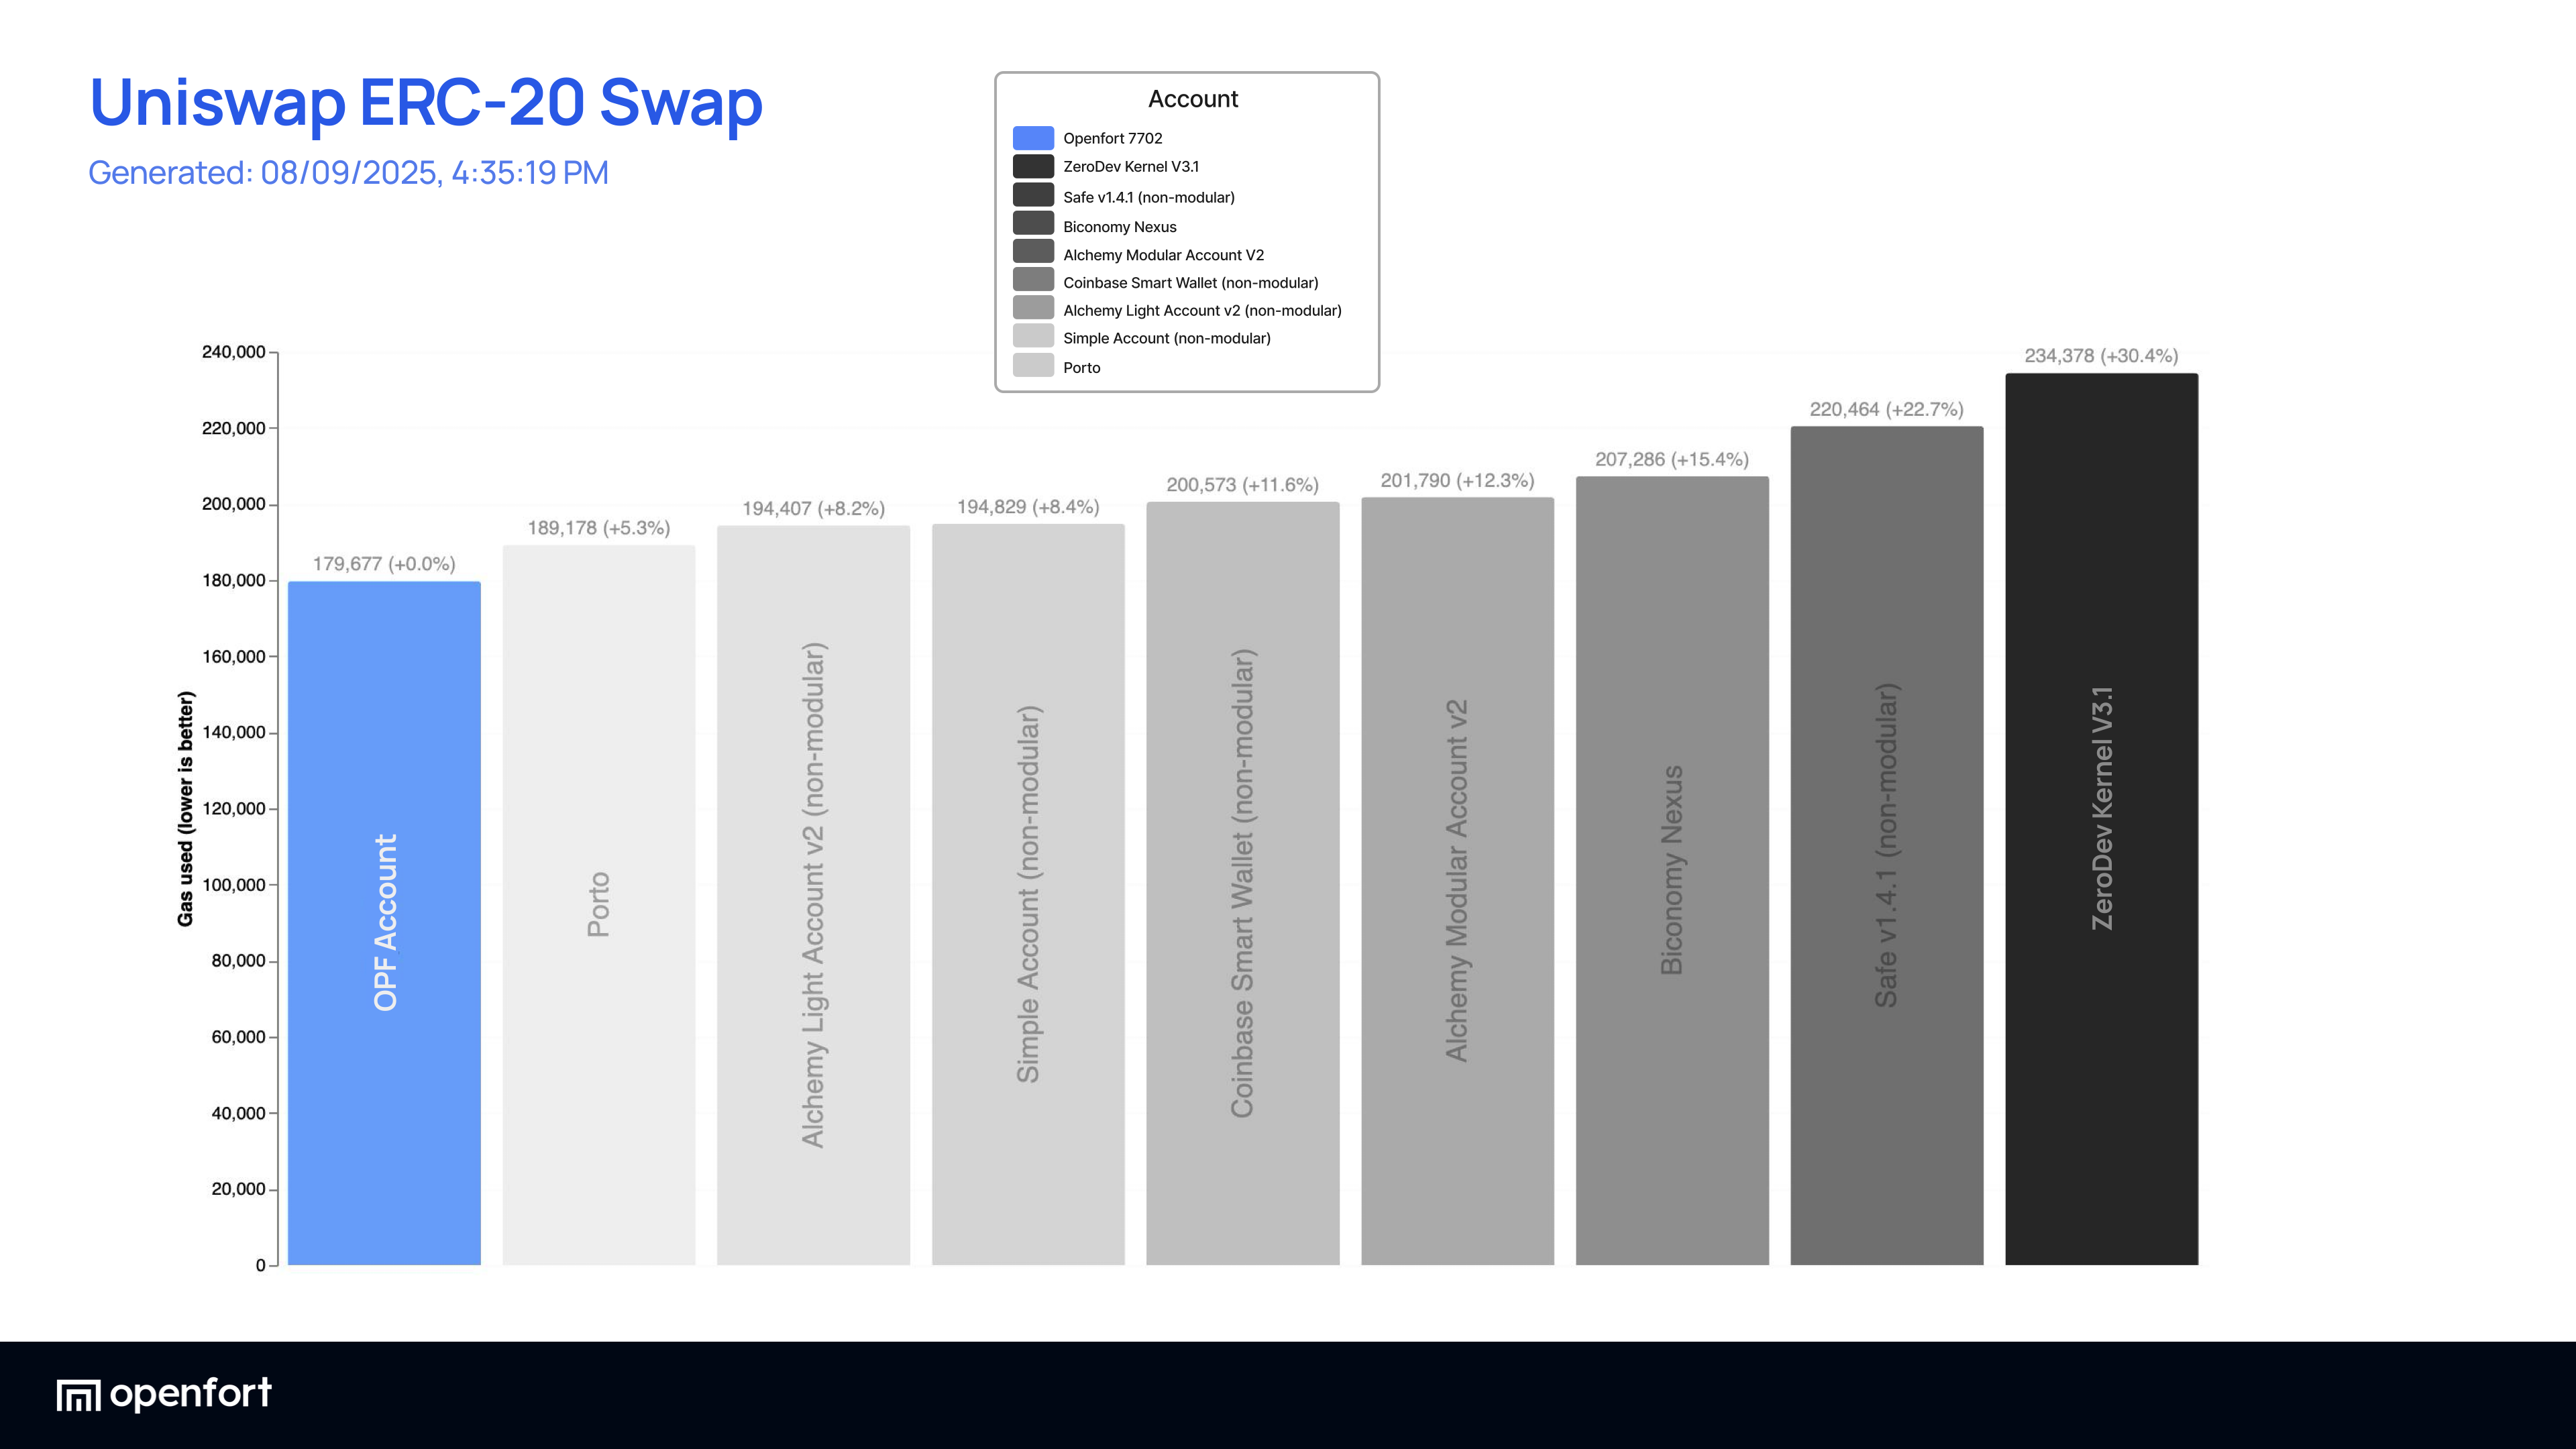 Uniswap ERC-20 Swap
Generated: 08/09/2025, 4:35:19 PM
Account
Openfort 7702
ZeroDev Kernel V3.1
Safe v1.4.1 (non-modular)
Biconomy Nexus
Alchemy Modular Account V2
Coinbase Smart Wallet (non-modular)
Alchemy Light Account v2 (non-modular)
Simple Account (non-modular)
Porto
Gas used (lower is better)
240,000
220,000
200,000
180,000
160,000
140,000
120,000
100,000
80,000
60,000
40,000
20,000
0
179,677 (+0.0%)
OPF Account
189,178 (+5.3%)
Porto
194,407 (+8.2%)
Alchemy Light Account v2 (non-modular)
194,829 (+8.4%)
Simple Account (non-modular)
200,573 (+11.6%)
Coinbase Smart Wallet (non-modular)
201,790 (+12.3%)
Alchemy Modular Account v2
207,286 (+15.4%)
Biconomy Nexus
220,464 (+22.7%)
Safe v1.4.1 (non-modular)
234,378 (+30.4%)
ZeroDev Kernel V3.1
openfort